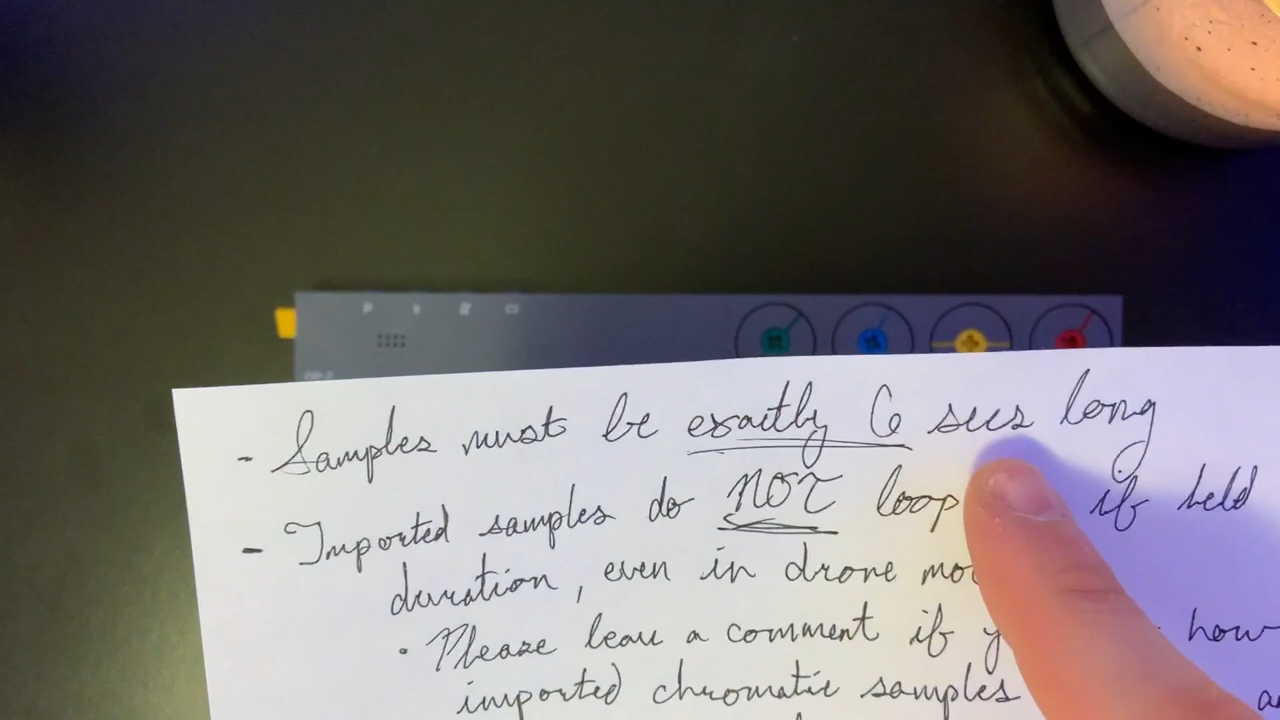 - Samples must be exactly 6 secs long
- Imported samples do NOT loop if held
duration, even in drone
• Please leave a comment if how
imported chromatic samples